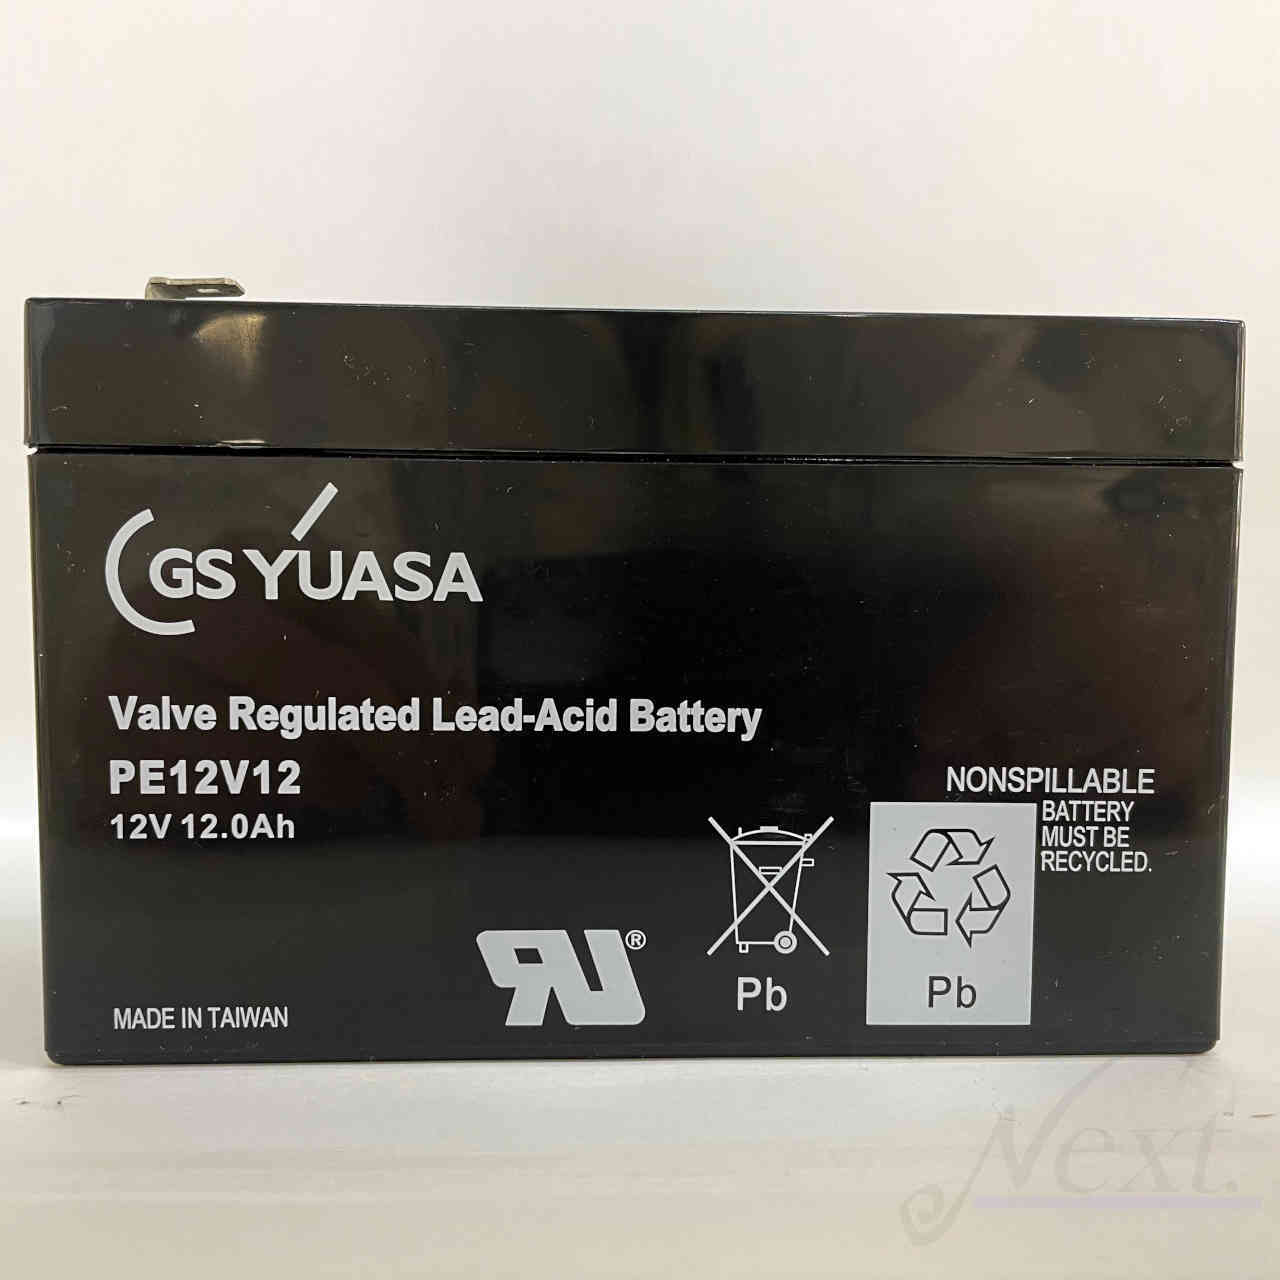 GS YUASA
Valve Regulated Lead-Acid Battery
PE12V12
12V 12.0Ah
NONSPILLABLE
BATTERY
MUST BE
RECYCLED.
Pb
Pb
RU®
MADE IN TAIWAN
Next.